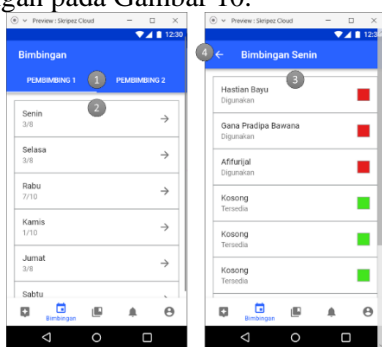 gan pada Gambar 10.
Preview : Skripez Cloud
12:30
Bimbingan
PEMBIMBING 1
1
PEMBIMBING 2
2
Senin
3/8
Selasa
3/8
Rabu
7/10
Kamis
1/10
Jumat
3/8
Sabtu
Bimbingan
Preview : Skripez Cloud
12:3
4
Bimbingan Senin
3
Hastian Bayu
Digunakan
Gana Pradipa Bawana
Digunakan
Afifurijal
Digunakan
Kosong
Tersedia
Kosong
Tersedia
Kosong
Tersedia
Bimbingan